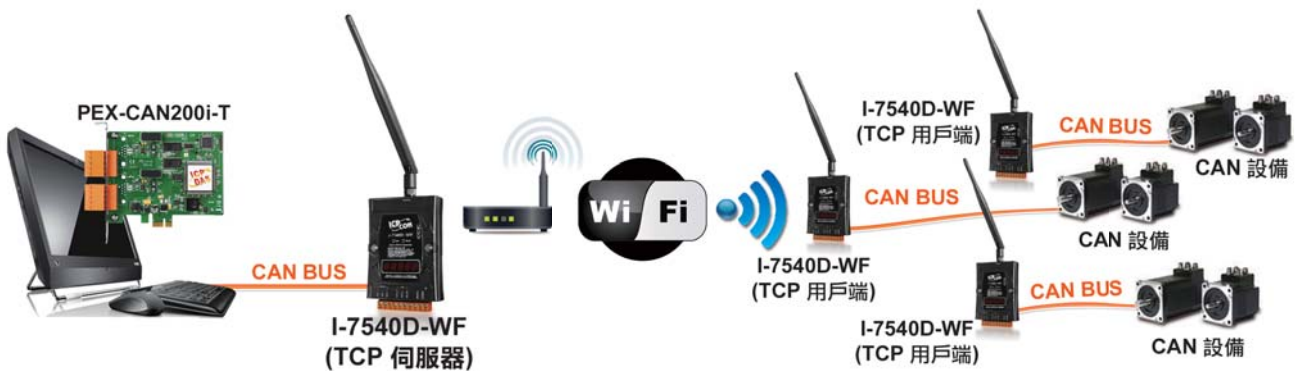 PEX-CAN200i-T
ICP
DAS
CAN BUS
I-7540D-WF
(TCP 伺服器)
Wi Fi
I-7540D-WF
(TCP 用戶端)
I-7540D-WF
(TCP 用戶端)
CAN BUS
CAN 設備
CAN BUS
CAN 設備
I-7540D-WF
(TCP 用戶端)
CAN BUS
CAN 設備